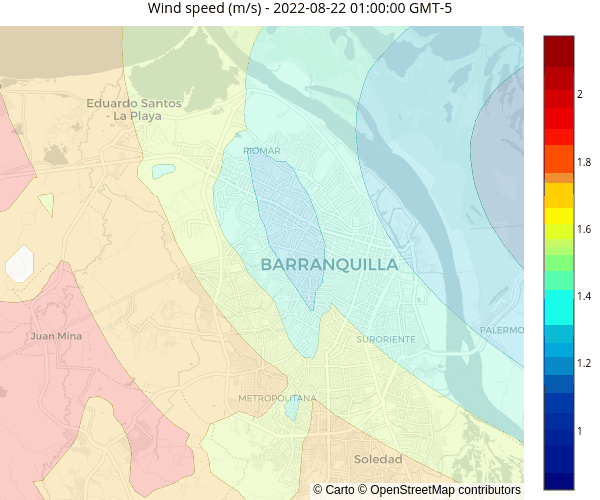 Wind speed (m/s) - 2022-08-22 01:00:00 GMT-5
Eduardo Santos
- La Playa
RIOMAR
BARRANQUILLA
PALERMO
Juan Mina
SURORIENTE
METROPOLITANA
Soledad
© Carto © OpenStreetMap contributors
2
1.8
1.6
1.4
1.2
1